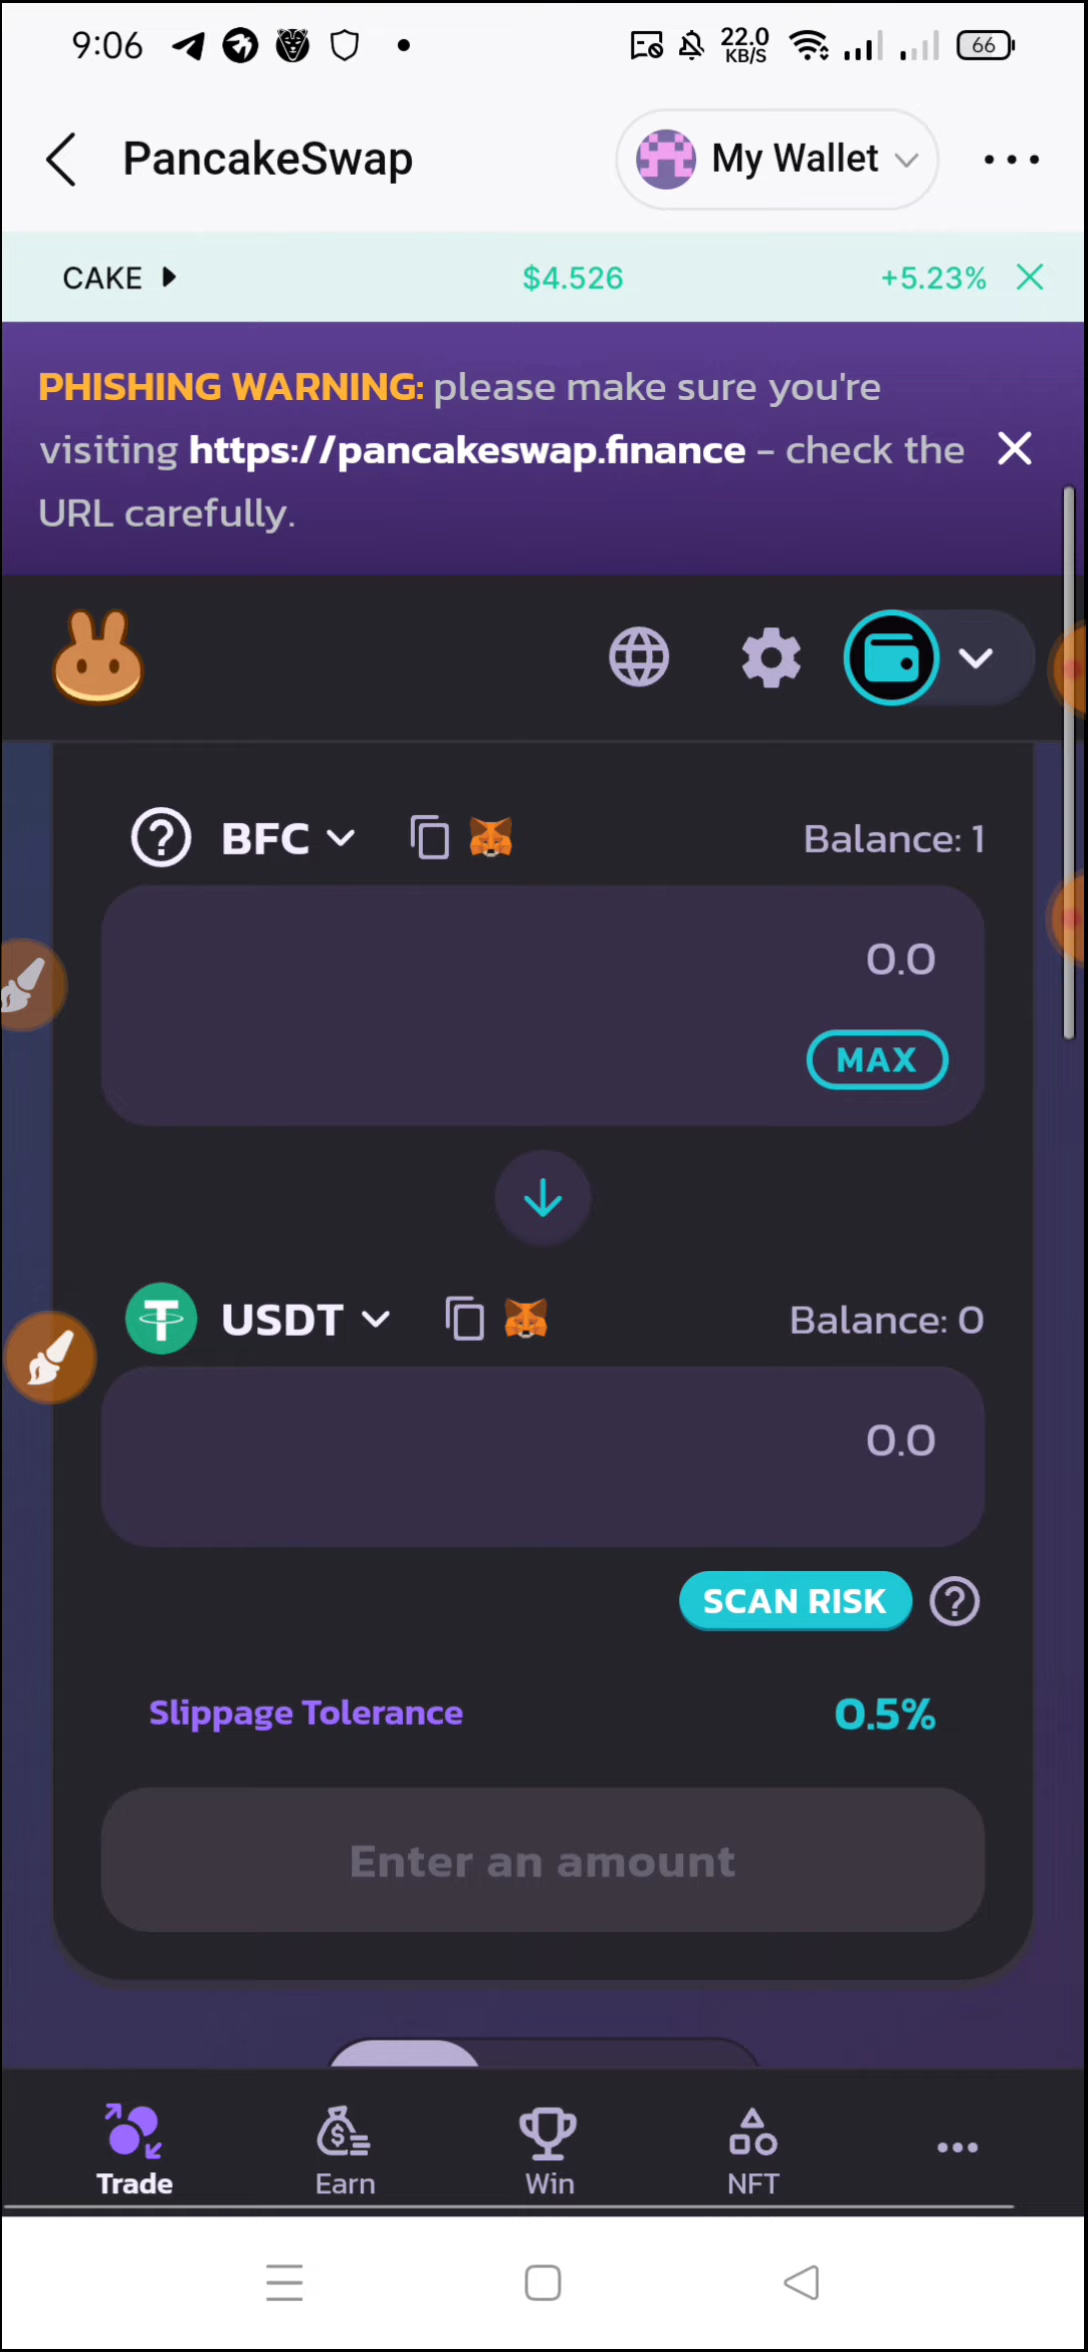 9:06 22.0 KB/S 66
PancakeSwap My Wallet
CAKE $4.526 +5.23%
PHISHING WARNING: please make sure you're
visiting https://pancakeswap.finance - check the
URL carefully.
BFC Balance: 1
0.0
MAX
USDT Balance: 0
0.0
SCAN RISK
Slippage Tolerance 0.5%
Enter an amount
Trade Earn Win NFT